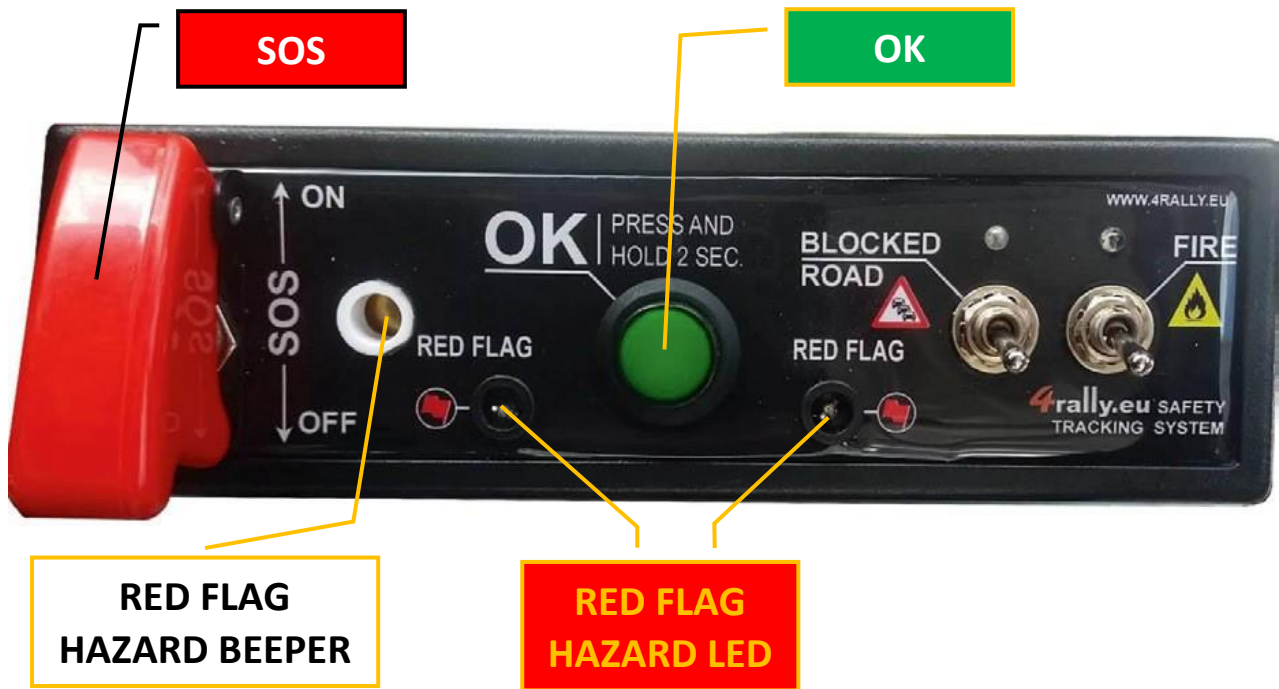 SOS
OK
ON
SOS
OFF
OK
PRESS AND
HOLD 2 SEC.
RED FLAG
BLOCKED
ROAD
RED FLAG
WWW.4RALLY.EU
FIRE
4rally.eu SAFETY
TRACKING SYSTEM
SOS
RED FLAG
HAZARD BEEPER
RED FLAG
HAZARD LED